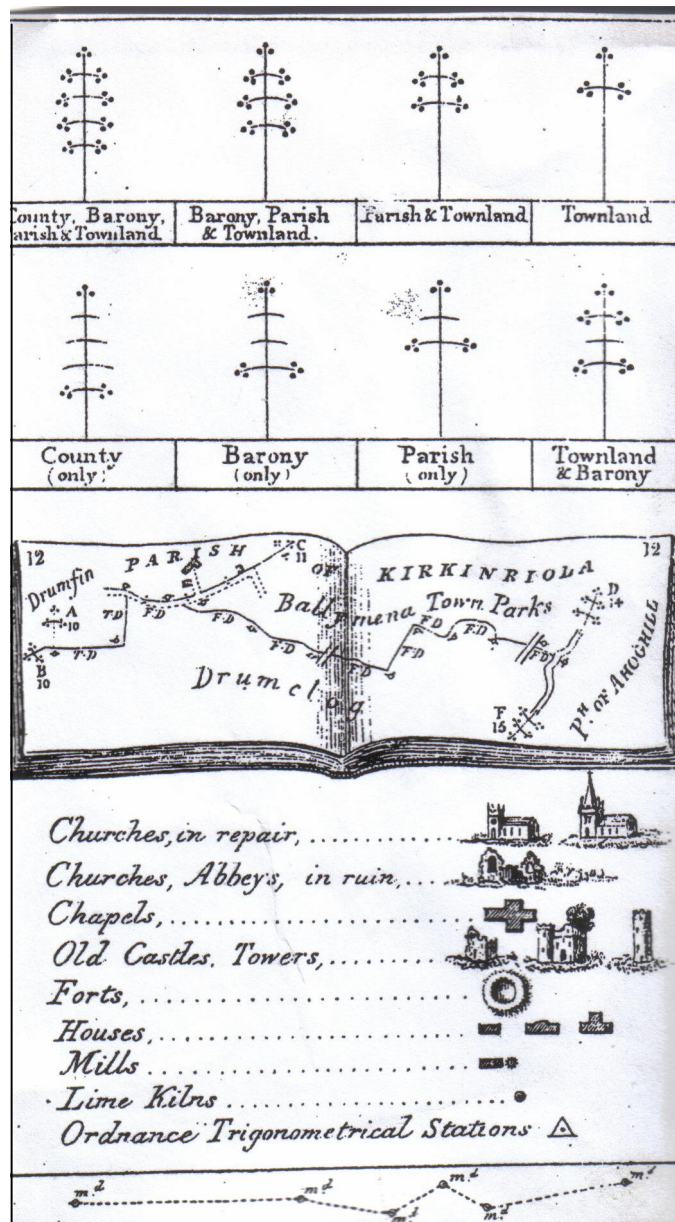 County, Barony,
Parish & Townland
Barony, Parish
& Townland.
Parish & Townland
Townland
County
(only)
Barony
(only)
Parish
(only)
Townland
& Barony
12
PARISH
OF
KIRKINRIOLA
12
Drumfin
A
10
B
10
C
11
D
14
F
15
Ballymena Town Parks
Drumclog
PH. OF AHOGHILL
F·D
F·D
F·D
F·D
F·D
F·D
F·D
F·D
F·D
F·D
Churches, in repair,
Churches, Abbeys, in ruin,
Chapels,
Old Castles, Towers,
Forts,
Houses,
Mills
Lime Kilns
Ordnance Trigonometrical Stations
m.d
m.d
m.d
m.d
m.d
m.d